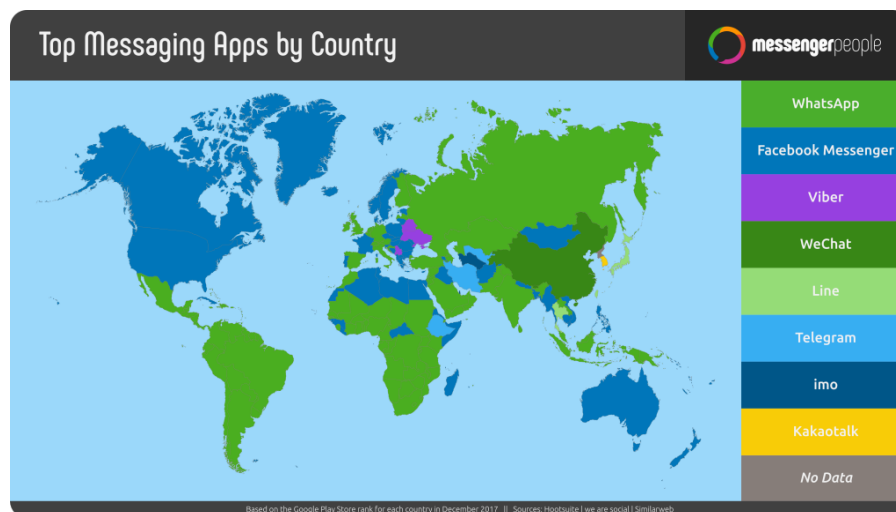 Top Messaging Apps by Country
messengerpeople
WhatsApp
Facebook Messenger
Viber
WeChat
Line
Telegram
imo
Kakaotalk
No Data
Based on the Google Play Store rank for each country in December 2017 || Sources: Hootsuite | we are social | Similarweb